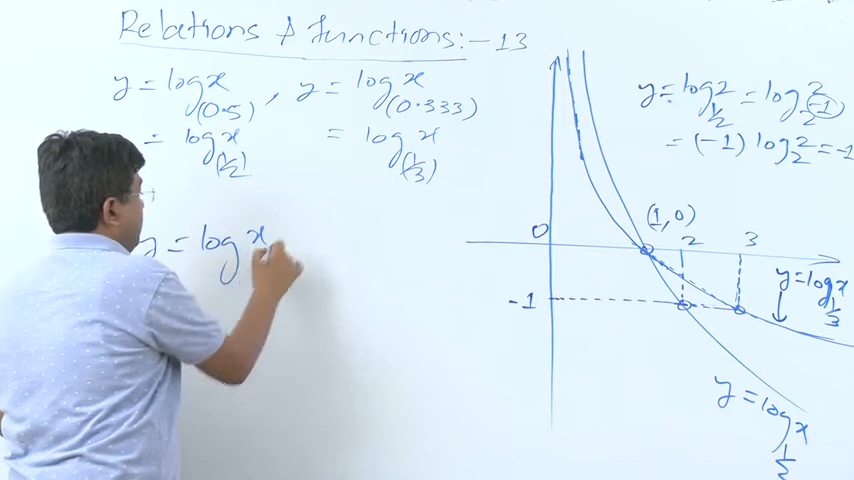 Relations & functions:-13
y = log x (0.5) , y = log x (0.333)
= log x (1/2) = log x (1/3)
y = log x
y = log 2 1/2 = log 2 2(-1)
= (-1) log 2 2 = -1
(1,0)
0 2 3
-1
y = log x 1/3
y = log x 1/2